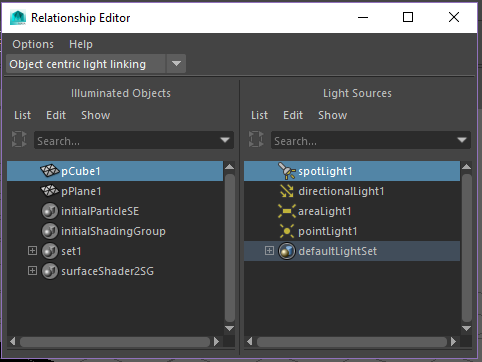 Relationship Editor
Options Help
Object centric light linking
Illuminated Objects
List Edit Show
Search...
pCube1
pPlane1
initialParticleSE
initialShadingGroup
set1
surfaceShader2SG
Light Sources
List Edit Show
Search...
spotLight1
directionalLight1
areaLight1
pointLight1
defaultLightSet